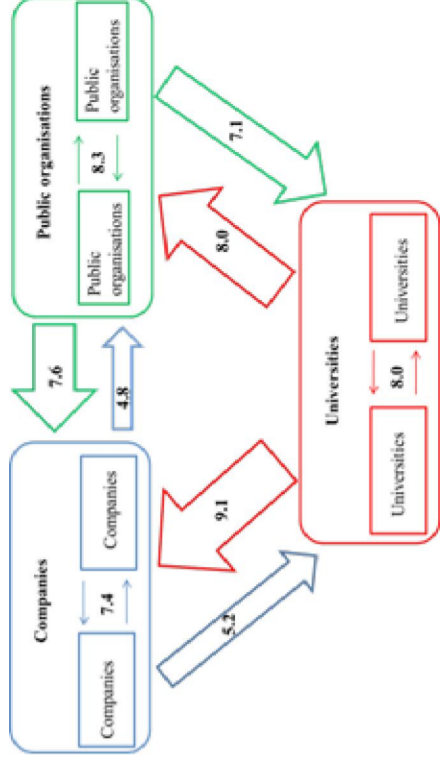 Companies
Companies
7.4
Companies
7.6
4.8
Public organisations
Public
organisations
8.3
Public
organisations
5.2
9.1
8.0
7.1
Universities
Universities
8.0
Universities